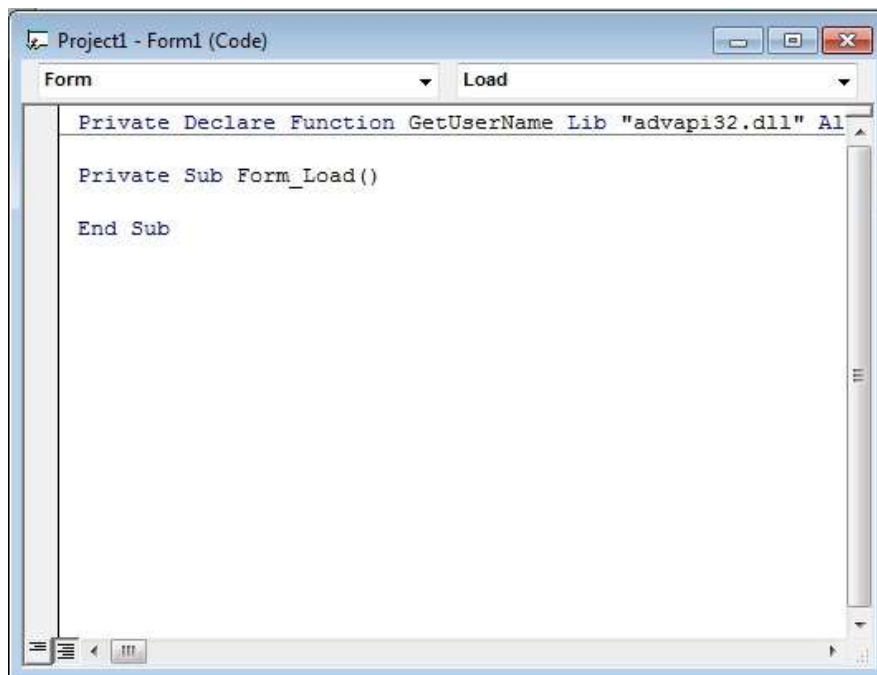 Project1 - Form1 (Code)
Form Load
Private Declare Function GetUserName Lib "advapi32.dll" Al
Private Sub Form_Load()
End Sub